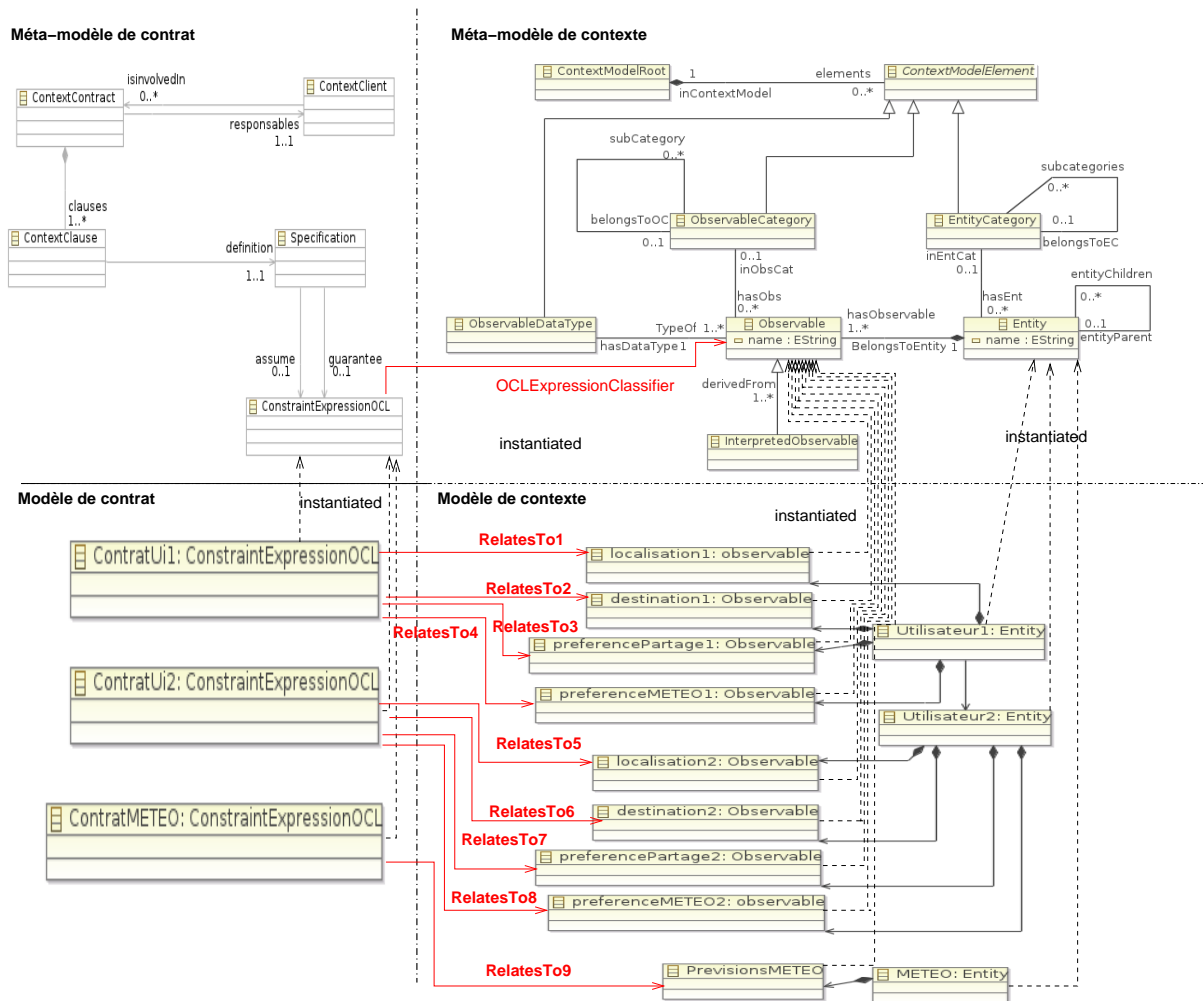 Méta-modèle de contrat
Méta-modèle de contexte
ContextContract
isinvolvedIn
0..*
ContextClient
responsables
1..1
clauses
1..*
ContextClause
definition
1..1
Specification
assume
0..1
guarantee
0..1
ConstraintExpressionOCL
ContextModelRoot
1
inContextModel
elements
0..*
ContextModelElement
subCategory
0..*
belongsToOC
0..1
ObservableCategory
subcategories
0..*
EntityCategory
0..1
belongsToEC
0..1
inObsCat
inEntCat
0..1
hasObs
0..*
hasEnt
0..*
entityChildren
0..*
0..1
entityParent
ObservableDataType
TypeOf 1..*
hasDataType 1
Observable
name : EString
hasObservable
1..*
BelongsToEntity 1
Entity
name : EString
OCLExpressionClassifier
derivedFrom
1..*
InterpretedObservable
instantiated
instantiated
Modèle de contrat
instantiated
Modèle de contexte
instantiated
ContratUi1: ConstraintExpressionOCL
ContratUi2: ConstraintExpressionOCL
ContratMETEO: ConstraintExpressionOCL
RelatesTo1
localisation1: observable
RelatesTo2
destination1: Observable
RelatesTo3
RelatesTo4
preferencePartage1: Observable
Utilisateur1: Entity
preferenceMETEO1: Observable
Utilisateur2: Entity
RelatesTo5
localisation2: Observable
RelatesTo6
destination2: Observable
RelatesTo7
preferencePartage2: Observable
RelatesTo8
preferenceMETEO2: observable
RelatesTo9
PrevisionsMETEO
METEO: Entity